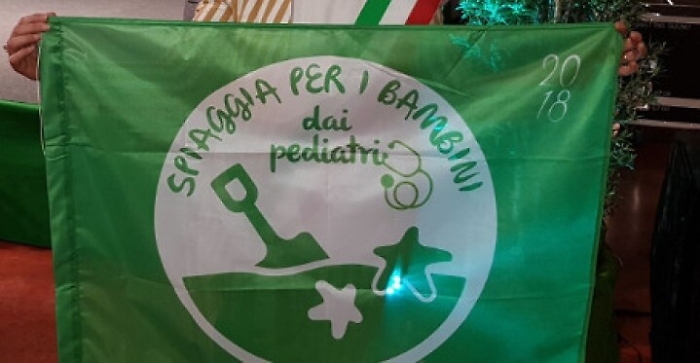 SPIAGGIA PER I BAMBINI
dai
pediatri
20
18